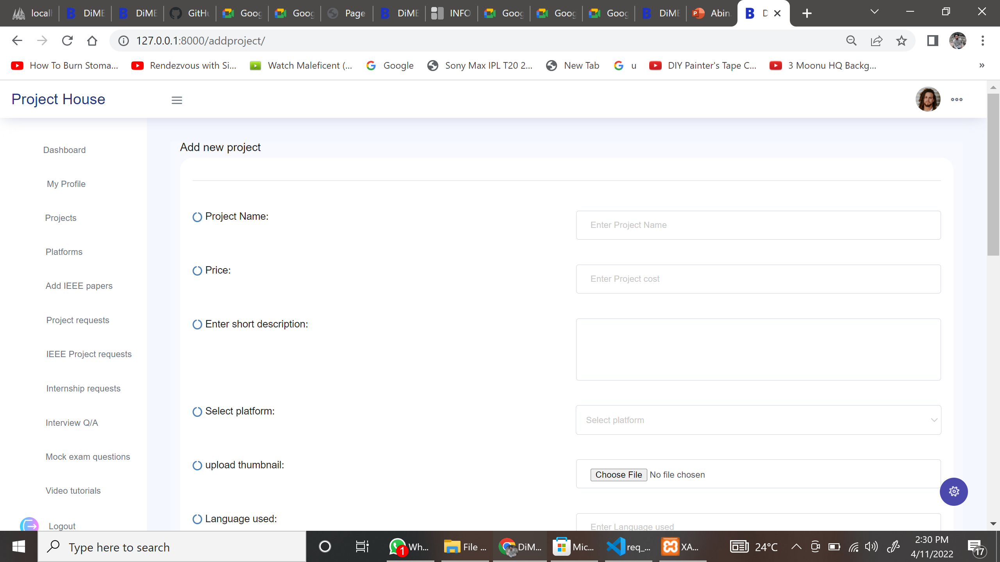 locall DiME DiME GitHu Goog Goog Page DiME INFO Goog Goog Goog DiME Abin. D
127.0.0.1:8000/addproject/
How To Burn Stoma... Rendezvous with Si... Watch Maleficent (... Google Sony Max IPL T20 2... New Tab u DIY Painter's Tape C... 3 Moonu HQ Backg... »
Project House
Add new project
Dashboard
My Profile
Projects
Platforms
Add IEEE papers
Project requests
IEEE Project requests
Internship requests
Interview Q/A
Mock exam questions
Video tutorials
Logout
Project Name:
Enter Project Name
Price:
Enter Project cost
Enter short description:
Select platform:
Select platform
upload thumbnail:
Choose File No file chosen
Language used:
Enter Language used
Type here to search
1 Wh... File ... DiM... Mic... req_... XA... 24°C
2:30 PM
4/11/2022
17